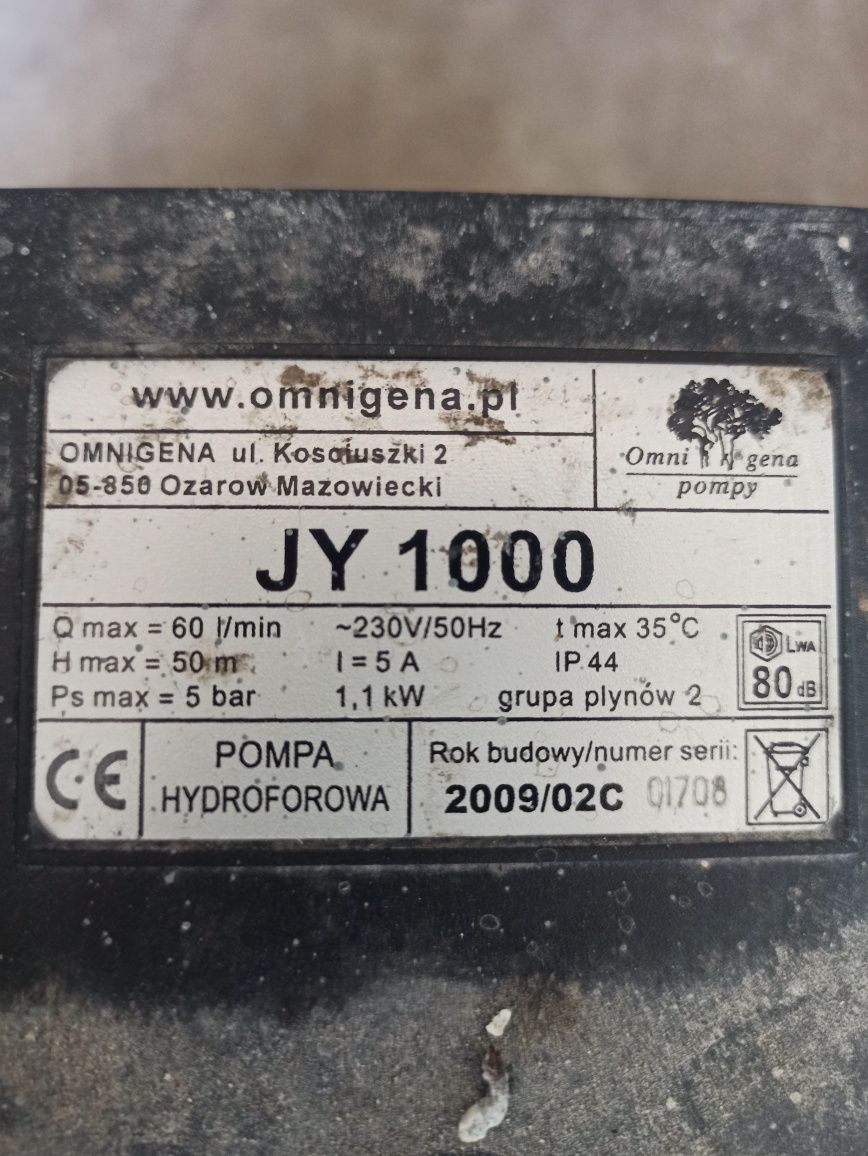 www.omnigena.pl
OMNIGENA ul. Kosciuszki 2
05-850 Ozarow Mazowiecki
Omni gena
pompy
JY 1000
Q max = 60 l/min ~230V/50Hz t max 35°C
H max = 50 m I = 5 A IP 44
Ps max = 5 bar 1,1 kW grupa plynów 2
LWA
80 dB
CE
POMPA
HYDROFOROWA
Rok budowy/numer serii:
2009/02C 01708